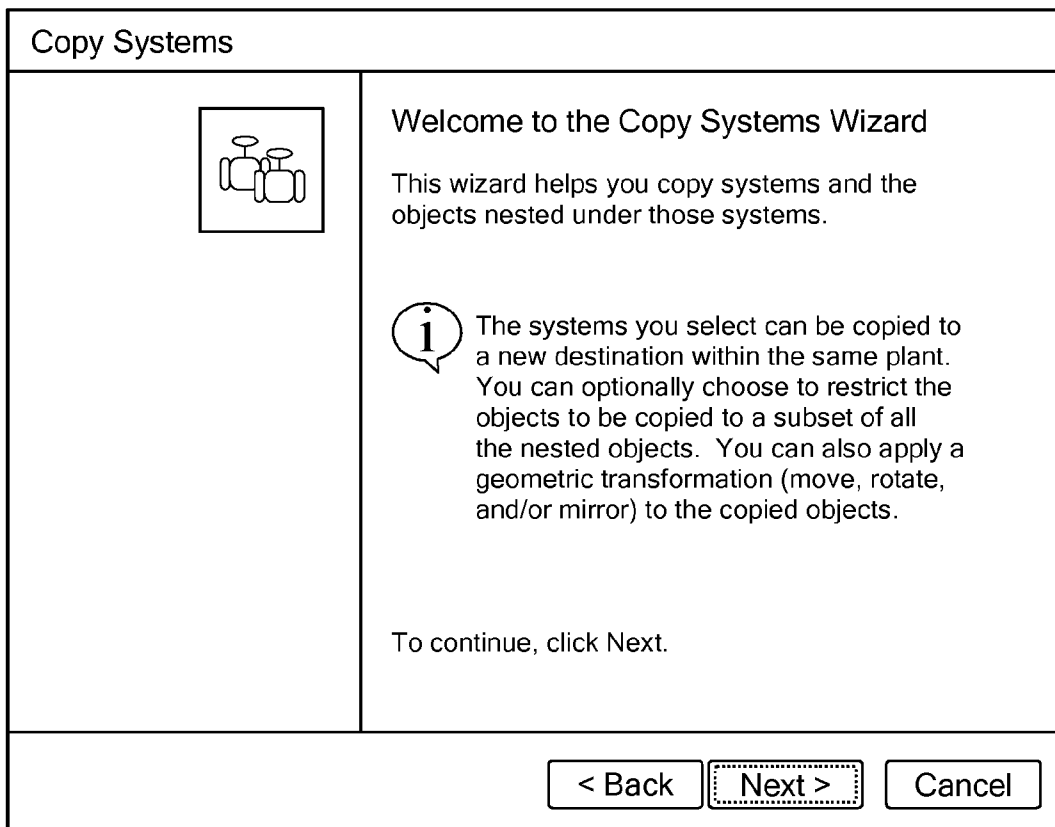 Copy Systems
Welcome to the Copy Systems Wizard
This wizard helps you copy systems and the
objects nested under those systems.
i
The systems you select can be copied to
a new destination within the same plant.
You can optionally choose to restrict the
objects to be copied to a subset of all
the nested objects.  You can also apply a
geometric transformation (move, rotate,
and/or mirror) to the copied objects.
To continue, click Next.
< Back Next > Cancel